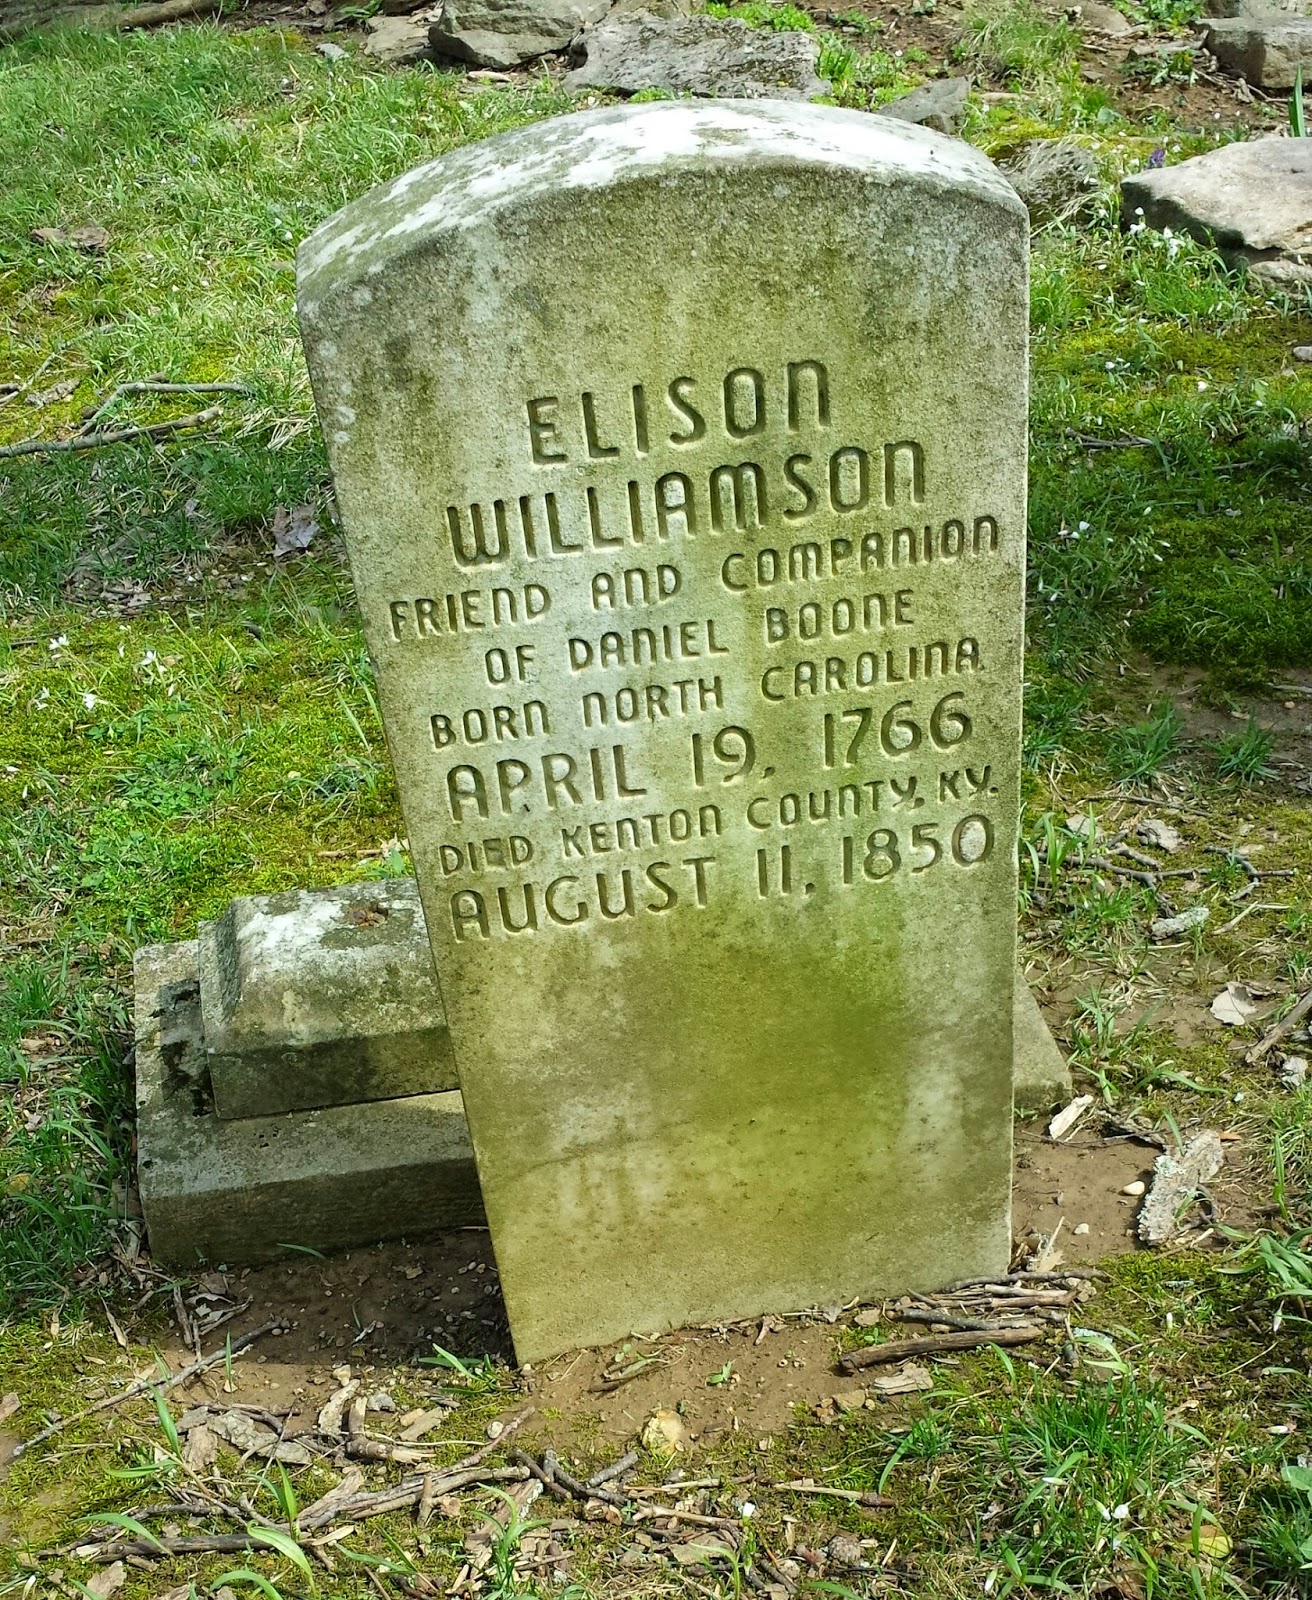 ELISON
WILLIAMSON
FRIEND AND COMPANION
OF DANIEL BOONE
BORN NORTH CAROLINA
APRIL 19, 1766
DIED KENTON COUNTY, KY.
AUGUST 11, 1850